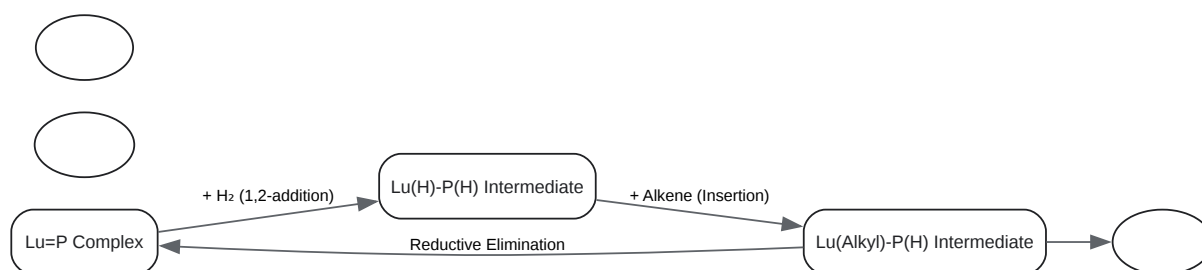 + H₂ (1,2-addition)
Lu(H)-P(H) Intermediate
+ Alkene (Insertion)
Lu=P Complex
Reductive Elimination
Lu(Alkyl)-P(H) Intermediate